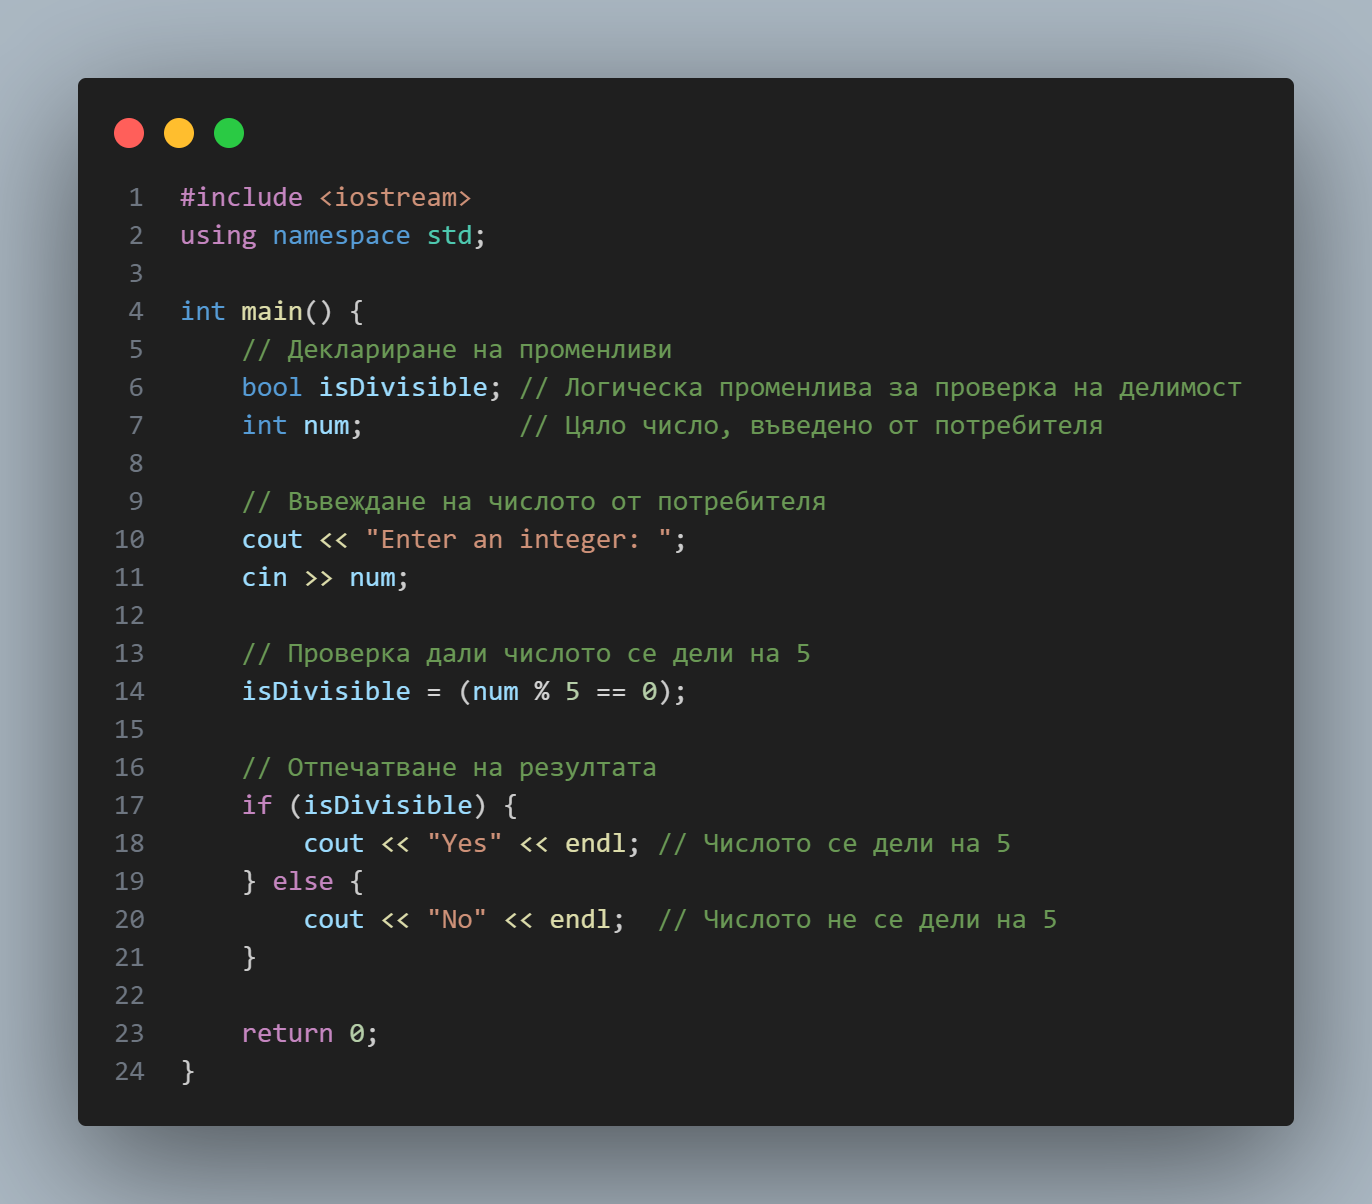 1 #include <iostream>
2 using namespace std;
3
4 int main() {
5     // Деклариране на променливи
6     bool isDivisible; // Логическа променлива за проверка на делимост
7     int num;          // Цяло число, въведено от потребителя
8
9     // Въвеждане на числото от потребителя
10     cout << "Enter an integer: ";
11     cin >> num;
12
13     // Проверка дали числото се дели на 5
14     isDivisible = (num % 5 == 0);
15
16     // Отпечатване на резултата
17     if (isDivisible) {
18         cout << "Yes" << endl; // Числото се дели на 5
19     } else {
20         cout << "No" << endl;  // Числото не се дели на 5
21     }
22
23     return 0;
24 }